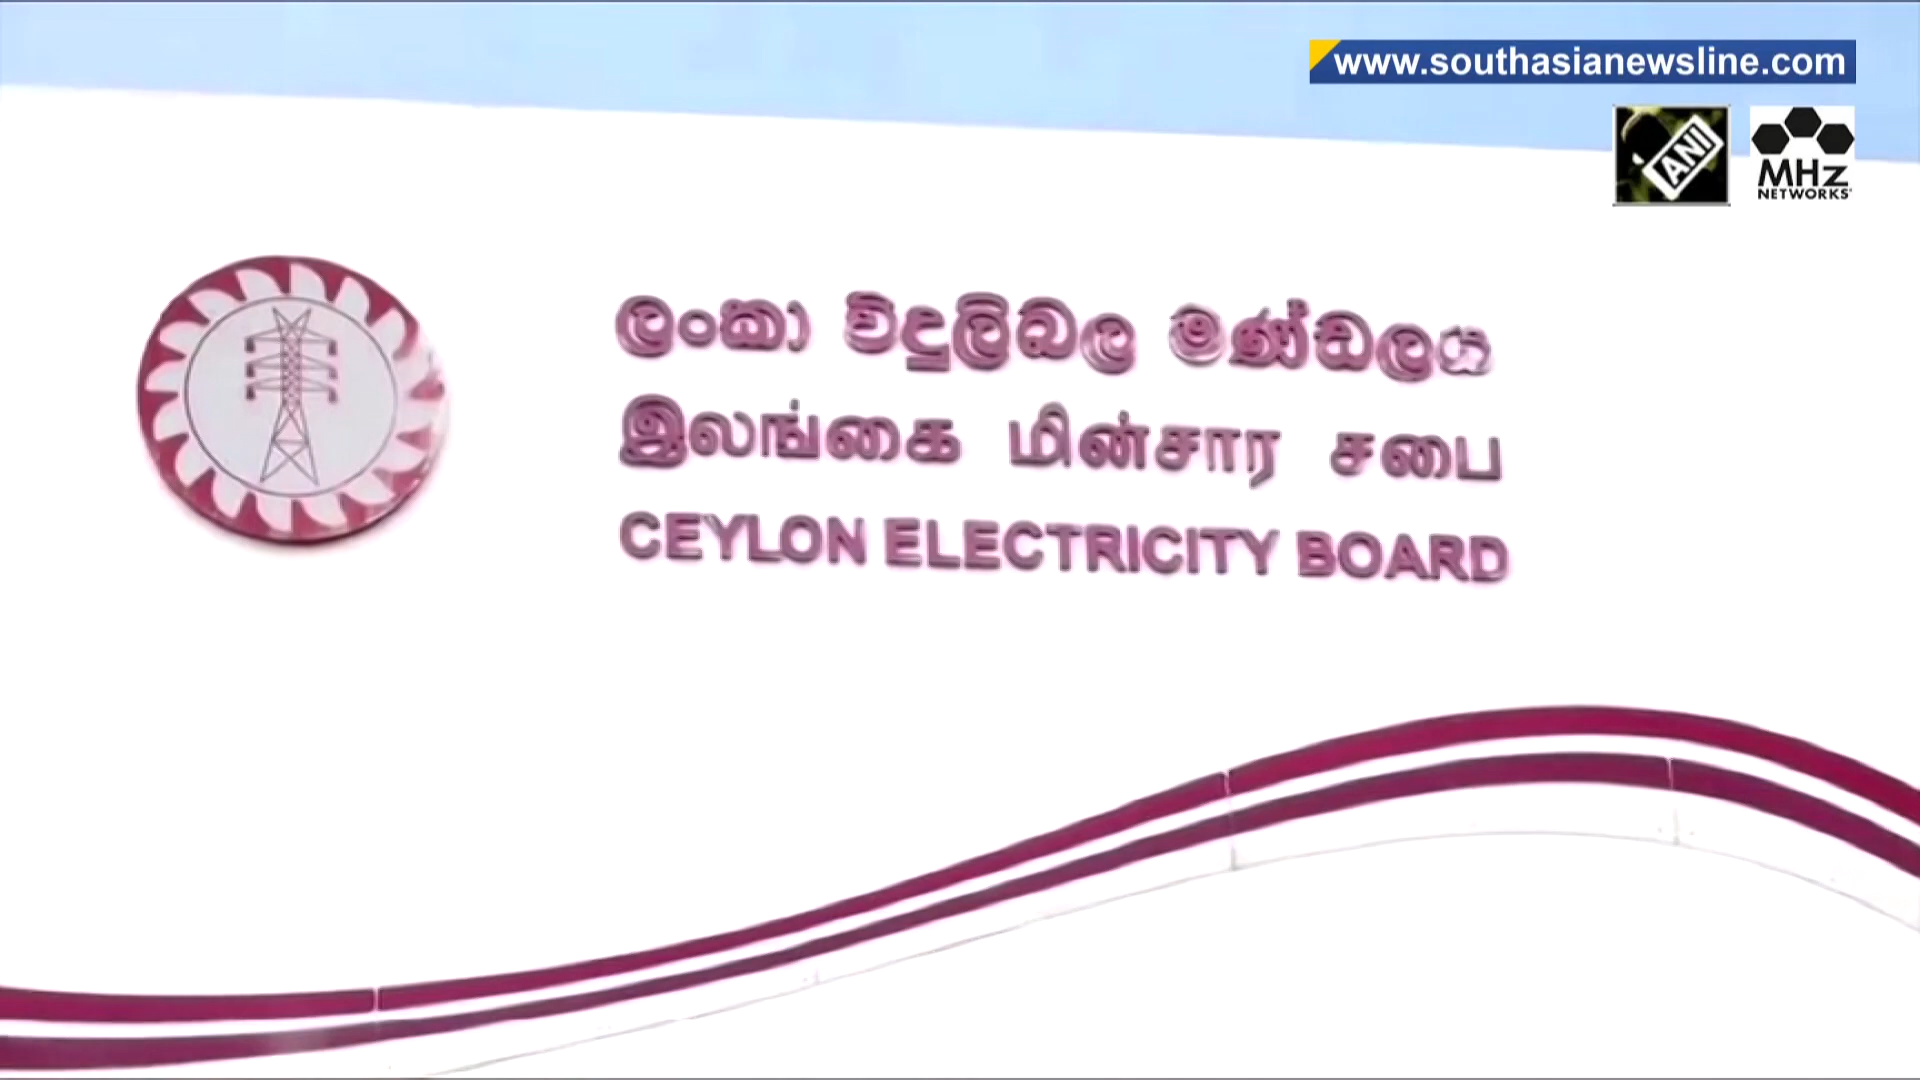 www.southasianewsline.com
ANI
MHz
NETWORKS
ලංකා විදුලිබල මණ්ඩලය
இலங்கை மின்சார சபை
CEYLON ELECTRICITY BOARD